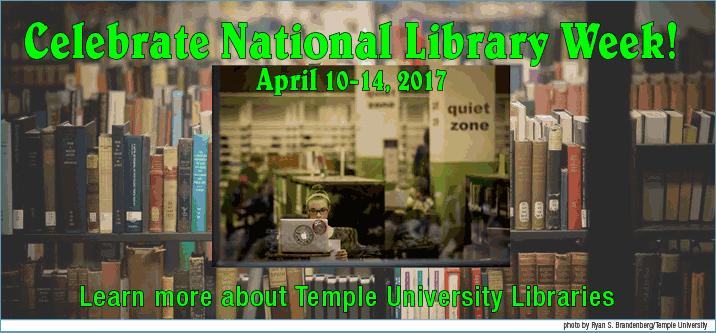 Celebrate National Library Week!
April 10-14, 2017
zone
quiet
zone
Learn more about Temple University Libraries
photo by Ryan S. Brandenberg/Temple University